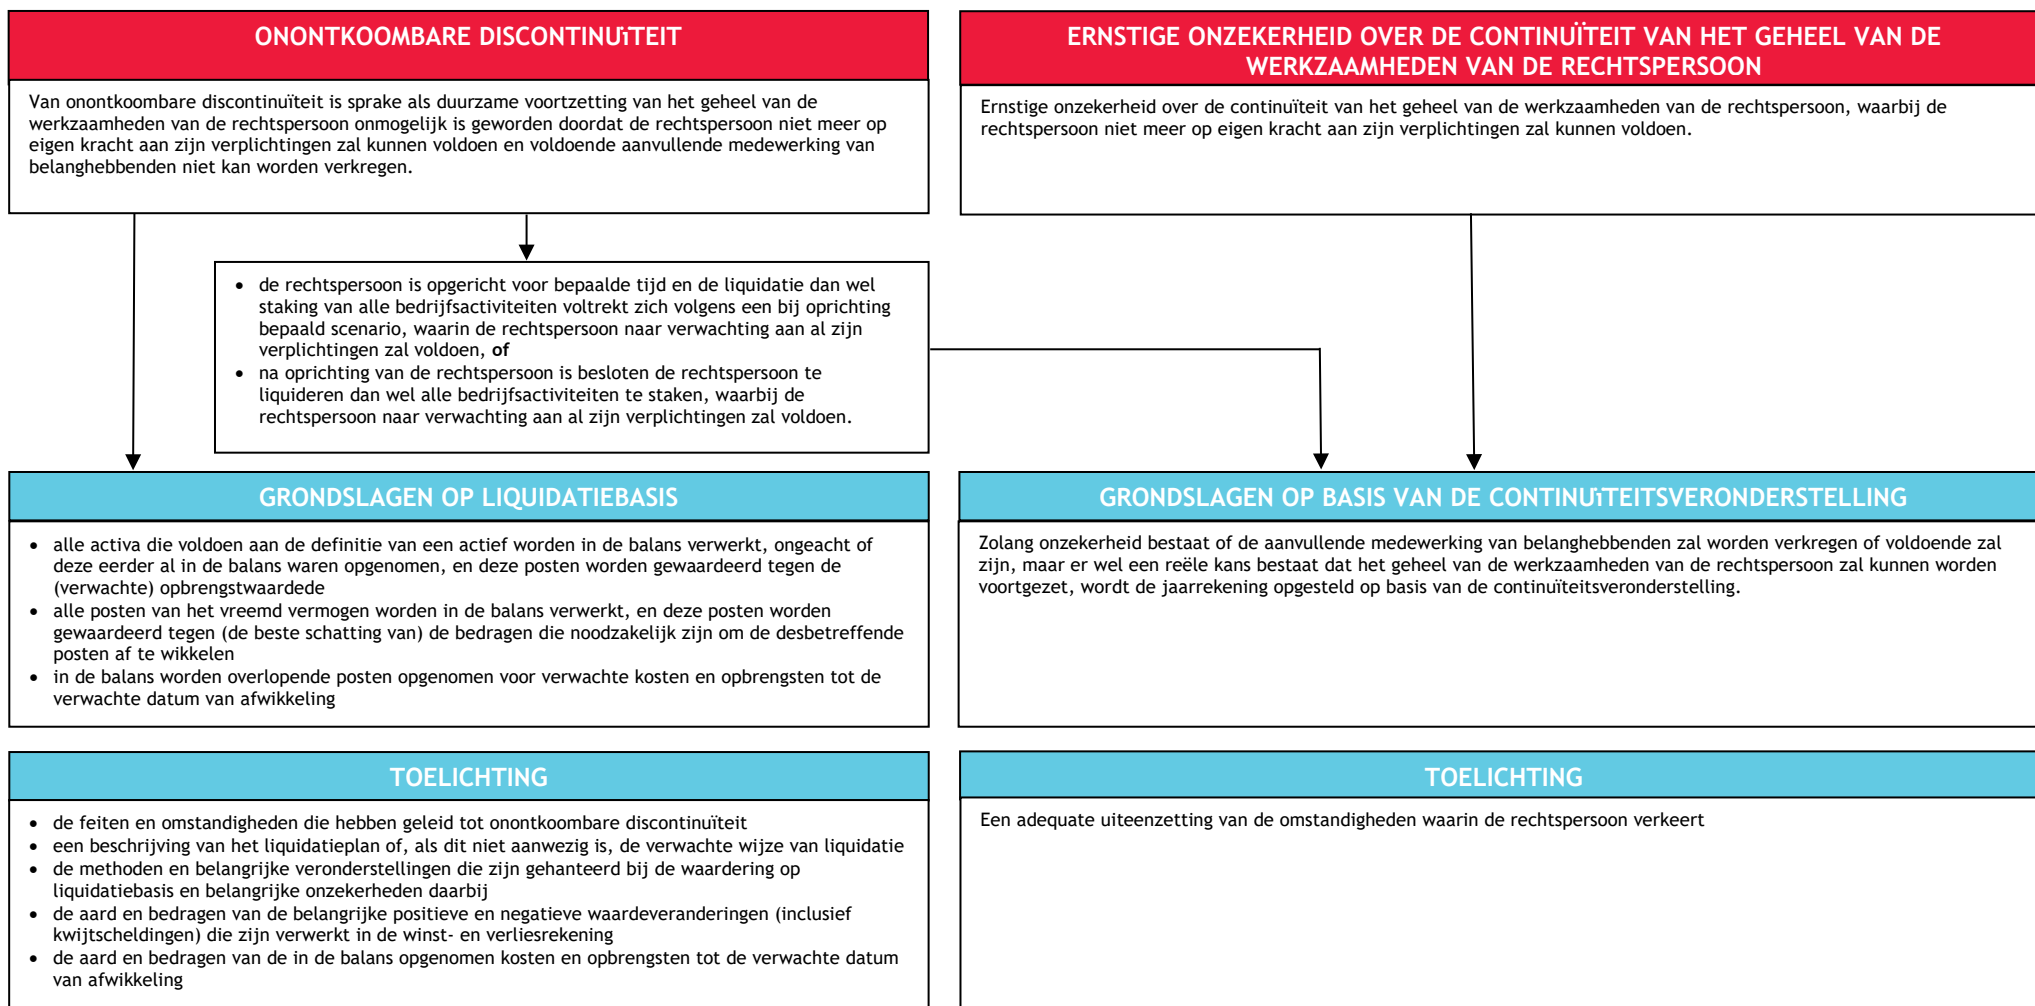 ONONTKOOMBARE DISCONTINUïTEIT
Van onontkoombare discontinuïteit is sprake als duurzame voortzetting van het geheel van de
werkzaamheden van de rechtspersoon onmogelijk is geworden doordat de rechtspersoon niet meer op
eigen kracht aan zijn verplichtingen zal kunnen voldoen en voldoende aanvullende medewerking van
belanghebbenden niet kan worden verkregen.
ERNSTIGE ONZEKERHEID OVER DE CONTINUÏTEIT VAN HET GEHEEL VAN DE
WERKZAAMHEDEN VAN DE RECHTSPERSOON
Ernstige onzekerheid over de continuïteit van het geheel van de werkzaamheden van de rechtspersoon, waarbij de
rechtspersoon niet meer op eigen kracht aan zijn verplichtingen zal kunnen voldoen.
• de rechtspersoon is opgericht voor bepaalde tijd en de liquidatie dan wel
staking van alle bedrijfsactiviteiten voltrekt zich volgens een bij oprichting
bepaald scenario, waarin de rechtspersoon naar verwachting aan al zijn
verplichtingen zal voldoen, of
• na oprichting van de rechtspersoon is besloten de rechtspersoon te
liquideren dan wel alle bedrijfsactiviteiten te staken, waarbij de
rechtspersoon naar verwachting aan al zijn verplichtingen zal voldoen.
GRONDSLAGEN OP LIQUIDATIEBASIS
• alle activa die voldoen aan de definitie van een actief worden in de balans verwerkt, ongeacht of
deze eerder al in de balans waren opgenomen, en deze posten worden gewaardeerd tegen de
(verwachte) opbrengstwaardede
• alle posten van het vreemd vermogen worden in de balans verwerkt, en deze posten worden
gewaardeerd tegen (de beste schatting van) de bedragen die noodzakelijk zijn om de desbetreffende
posten af te wikkelen
• in de balans worden overlopende posten opgenomen voor verwachte kosten en opbrengsten tot de
verwachte datum van afwikkeling
GRONDSLAGEN OP BASIS VAN DE CONTINUïTEITSVERONDERSTELLING
Zolang onzekerheid bestaat of de aanvullende medewerking van belanghebbenden zal worden verkregen of voldoende zal
zijn, maar er wel een reële kans bestaat dat het geheel van de werkzaamheden van de rechtspersoon zal kunnen worden
voortgezet, wordt de jaarrekening opgesteld op basis van de continuïteitsveronderstelling.
TOELICHTING
• de feiten en omstandigheden die hebben geleid tot onontkoombare discontinuïteit
• een beschrijving van het liquidatieplan of, als dit niet aanwezig is, de verwachte wijze van liquidatie
• de methoden en belangrijke veronderstellingen die zijn gehanteerd bij de waardering op
liquidatiebasis en belangrijke onzekerheden daarbij
• de aard en bedragen van de belangrijke positieve en negatieve waardeveranderingen (inclusief
kwijtscheldingen) die zijn verwerkt in de winst- en verliesrekening
• de aard en bedragen van de in de balans opgenomen kosten en opbrengsten tot de verwachte datum
van afwikkeling
TOELICHTING
Een adequate uiteenzetting van de omstandigheden waarin de rechtspersoon verkeert